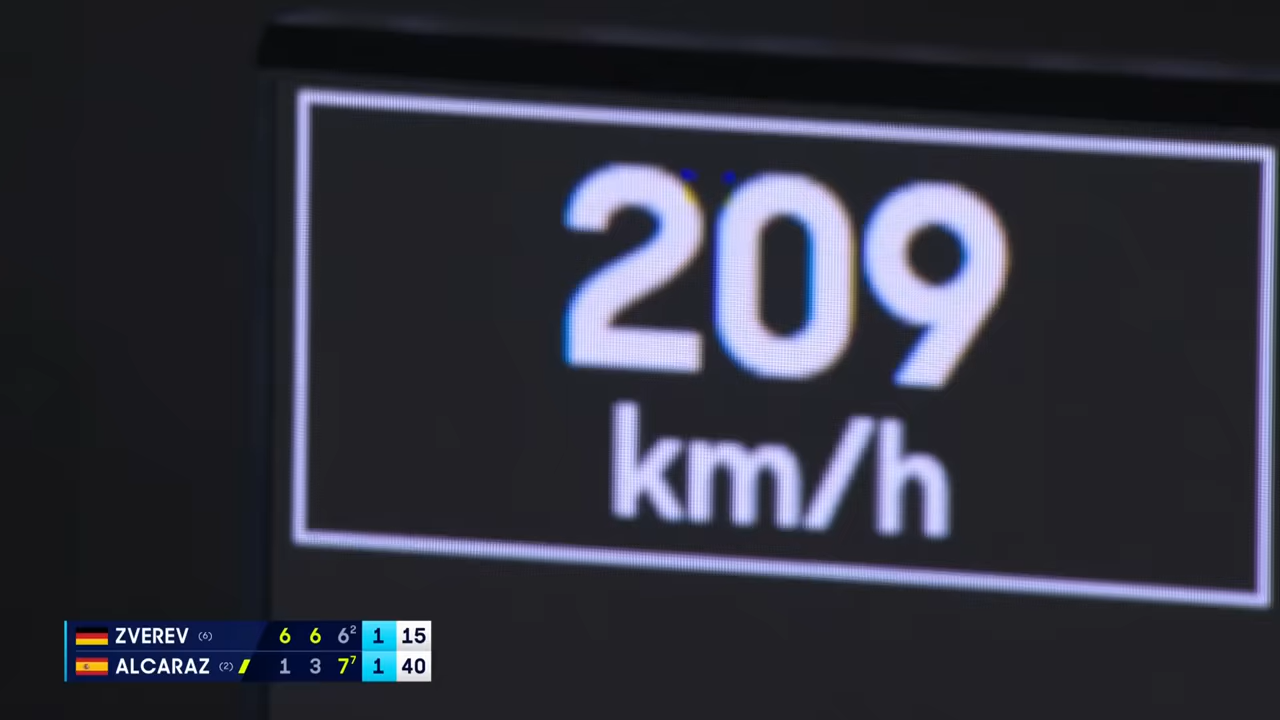 209
km/h
ZVEREV (6) 6 6 6² 1 15
ALCARAZ (2) 1 3 7⁷ 1 40